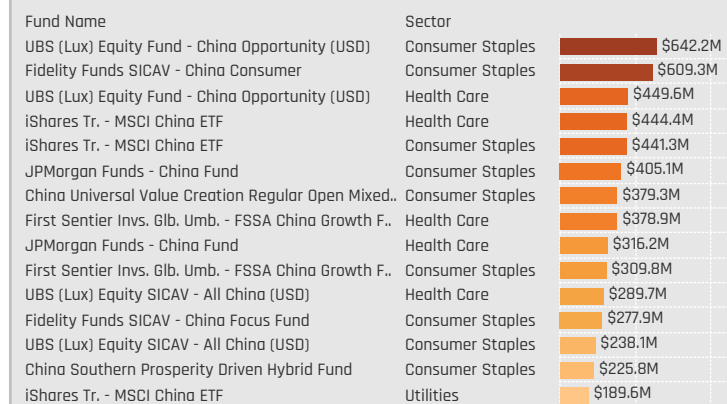 Fund Name Sector
UBS (Lux) Equity Fund - China Opportunity (USD) Consumer Staples $642.2M
Fidelity Funds SICAV - China Consumer Consumer Staples $609.3M
UBS (Lux) Equity Fund - China Opportunity (USD) Health Care $449.6M
iShares Tr. - MSCI China ETF Health Care $444.4M
iShares Tr. - MSCI China ETF Consumer Staples $441.3M
JPMorgan Funds - China Fund Consumer Staples $405.1M
China Universal Value Creation Regular Open Mixed.. Consumer Staples $379.3M
First Sentier Invs. Glb. Umb. - FSSA China Growth F.. Health Care $378.9M
JPMorgan Funds - China Fund Health Care $316.2M
First Sentier Invs. Glb. Umb. - FSSA China Growth F.. Consumer Staples $309.8M
UBS (Lux) Equity SICAV - All China (USD) Health Care $289.7M
Fidelity Funds SICAV - China Focus Fund Consumer Staples $277.9M
UBS (Lux) Equity SICAV - All China (USD) Consumer Staples $238.1M
China Southern Prosperity Driven Hybrid Fund Consumer Staples $225.8M
iShares Tr. - MSCI China ETF Utilities $189.6M